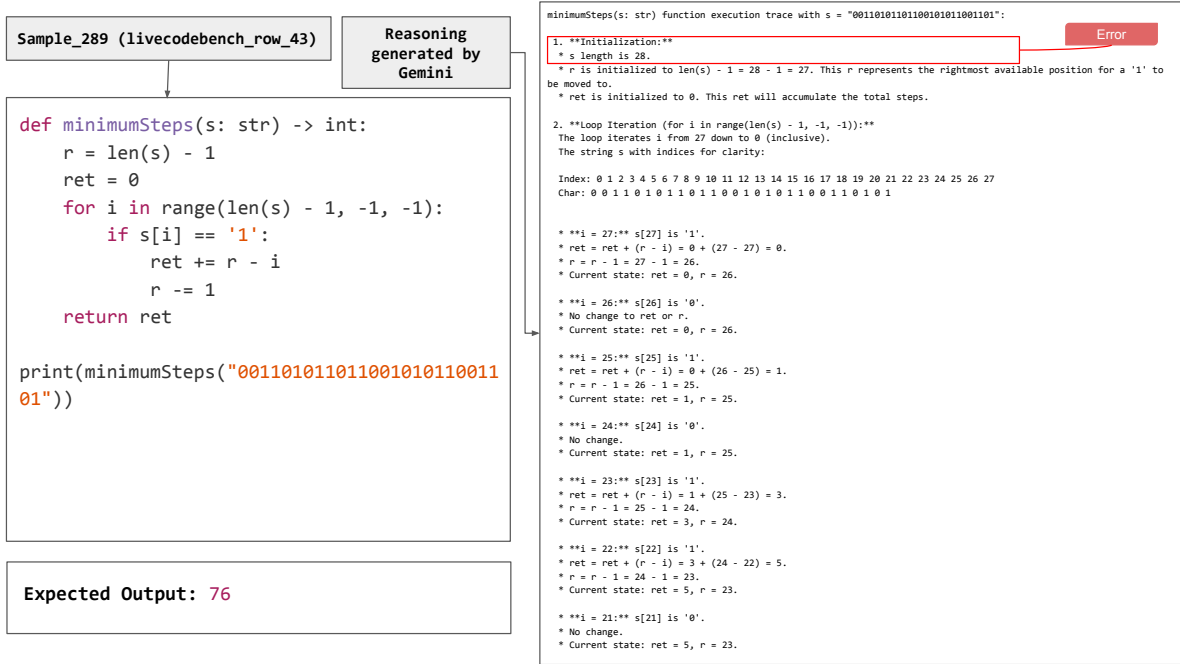 Sample_289 (livecodebench_row_43)
Reasoning
generated by
Gemini
def minimumSteps(s: str) -> int:
    r = len(s) - 1
    ret = 0
    for i in range(len(s) - 1, -1, -1):
        if s[i] == '1':
            ret += r - i
            r -= 1
    return ret
print(minimumSteps("001101011011001010110011
01"))
Expected Output: 76
minimumSteps(s: str) function execution trace with s = "00110101101100101011001101":
Error
1. **Initialization:**
* s length is 28.
* r is initialized to len(s) - 1 = 28 - 1 = 27. This r represents the rightmost available position for a '1' to
be moved to.
* ret is initialized to 0. This ret will accumulate the total steps.
2. **Loop Iteration (for i in range(len(s) - 1, -1, -1)):**
The loop iterates i from 27 down to 0 (inclusive).
The string s with indices for clarity:
Index: 0 1 2 3 4 5 6 7 8 9 10 11 12 13 14 15 16 17 18 19 20 21 22 23 24 25 26 27
Char: 0 0 1 1 0 1 0 1 1 0 1 1 0 0 1 0 1 0 1 1 0 0 1 1 0 1 0 1
* **i = 27:** s[27] is '1'.
* ret = ret + (r - i) = 0 + (27 - 27) = 0.
* r = r - 1 = 27 - 1 = 26.
* Current state: ret = 0, r = 26.
* **i = 26:** s[26] is '0'.
* No change to ret or r.
* Current state: ret = 0, r = 26.
* **i = 25:** s[25] is '1'.
* ret = ret + (r - i) = 0 + (26 - 25) = 1.
* r = r - 1 = 26 - 1 = 25.
* Current state: ret = 1, r = 25.
* **i = 24:** s[24] is '0'.
* No change.
* Current state: ret = 1, r = 25.
* **i = 23:** s[23] is '1'.
* ret = ret + (r - i) = 1 + (25 - 23) = 3.
* r = r - 1 = 25 - 1 = 24.
* Current state: ret = 3, r = 24.
* **i = 22:** s[22] is '1'.
* ret = ret + (r - i) = 3 + (24 - 22) = 5.
* r = r - 1 = 24 - 1 = 23.
* Current state: ret = 5, r = 23.
* **i = 21:** s[21] is '0'.
* No change.
* Current state: ret = 5, r = 23.